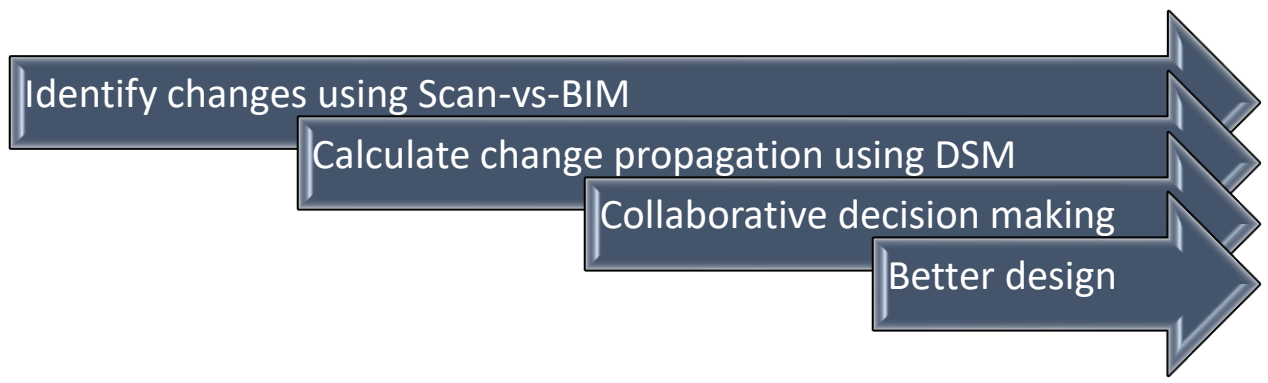 Identify changes using Scan-vs-BIM
Calculate change propagation using DSM
Collaborative decision making
Better design